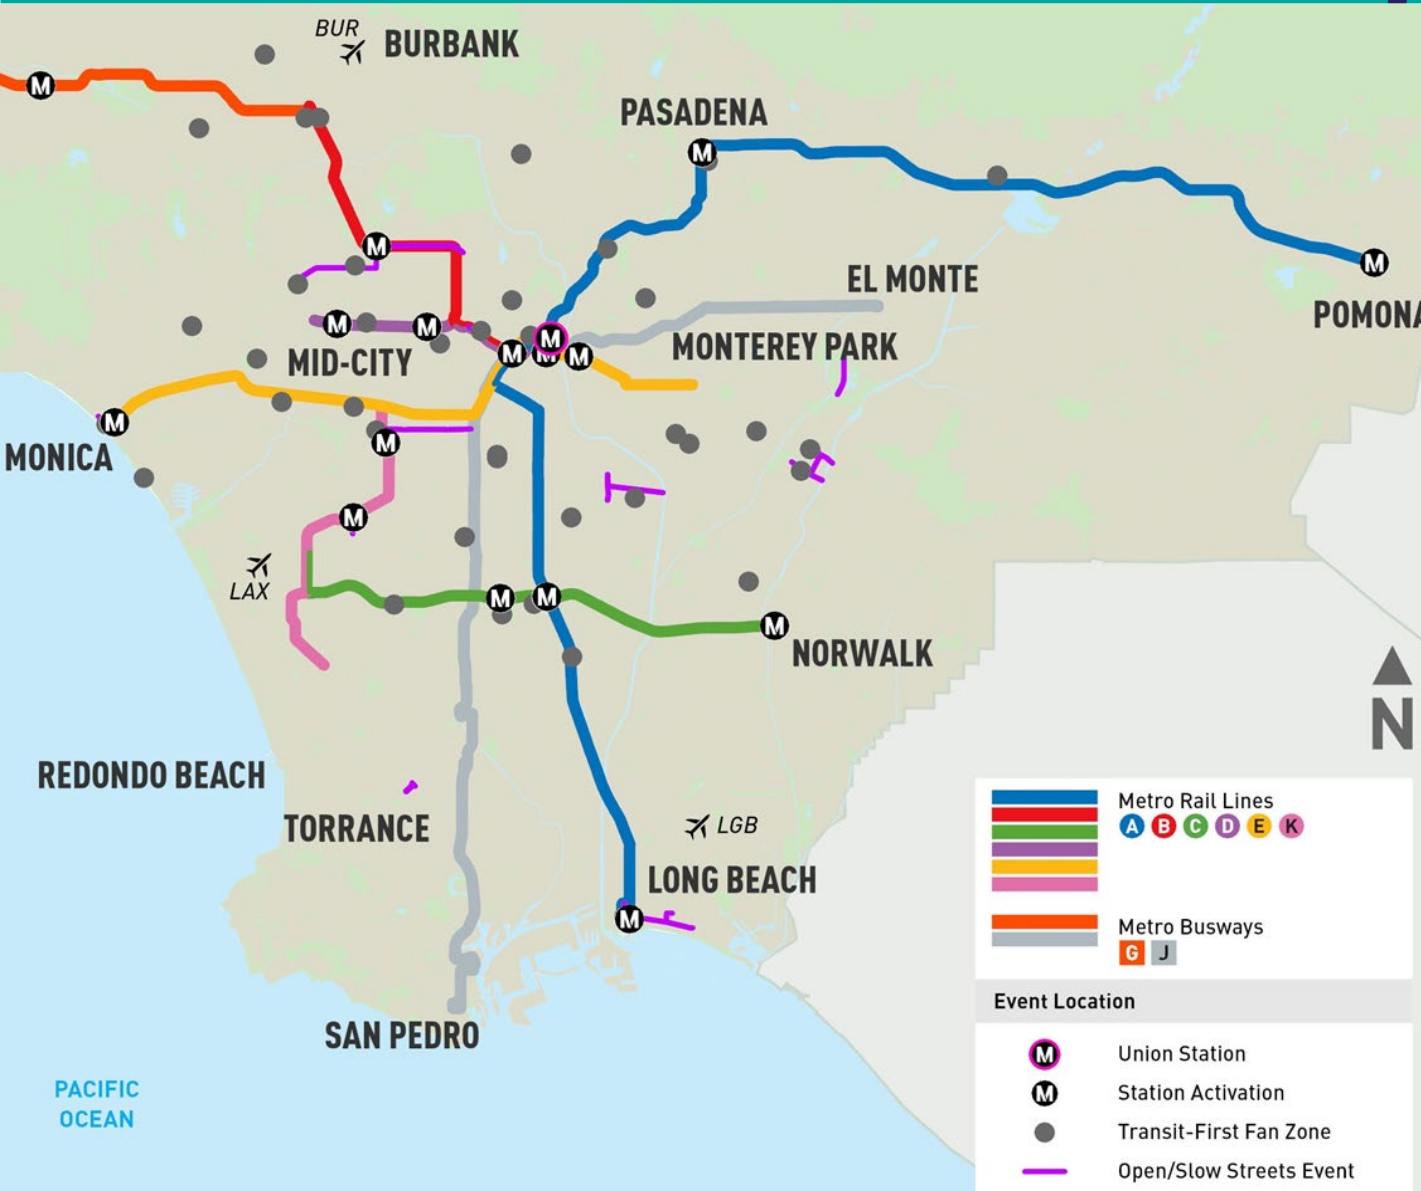 BUR
BURBANK
M
PASADENA
M
M
EL MONTE
M
POMONA
M
M
M
M
M
M
MID-CITY
MONTEREY PARK
M
MONICA
M
M
LAX
M
M
M
NORWALK
N
REDONDO BEACH
TORRANCE
LGB
LONG BEACH
M
SAN PEDRO
PACIFIC
OCEAN
Metro Rail Lines
A B C D E K
Metro Busways
G J
Event Location
M Union Station
M Station Activation
Transit-First Fan Zone
Open/Slow Streets Event